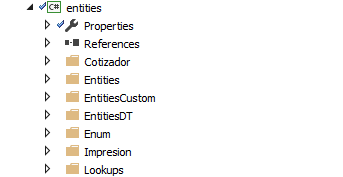 C# entities
Properties
References
Cotizador
Entities
EntitiesCustom
EntitiesDT
Enum
Impresion
Lookups